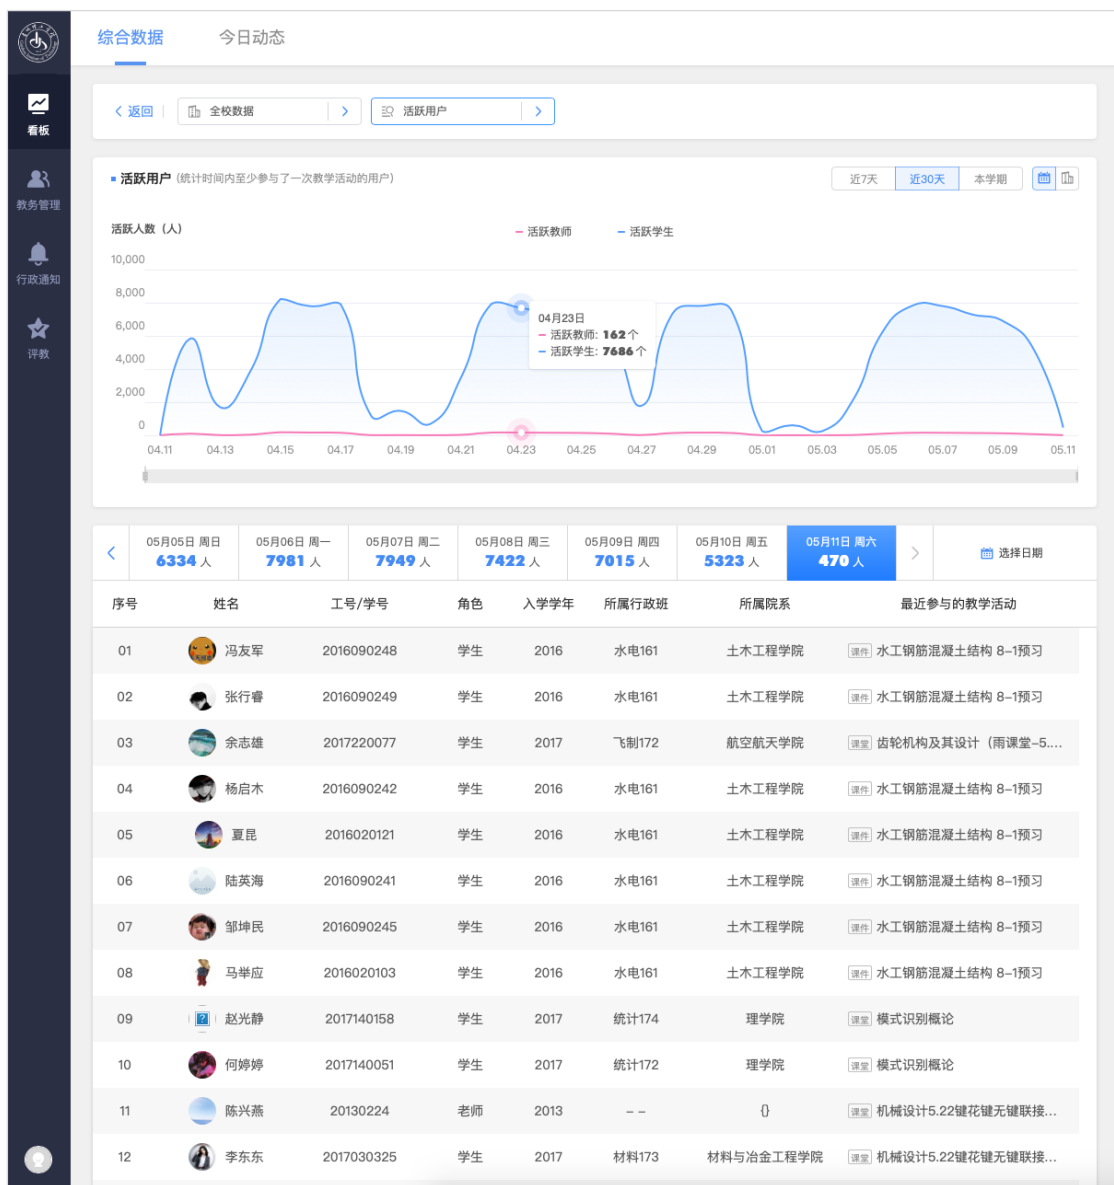 综合数据 今日动态
看板
教务管理
行政通知
评教
返回 全校数据 活跃用户
活跃用户 (统计时间内至少参与了一次教学活动的用户) 近7天 近30天 本学期
活跃人数（人） 活跃教师 活跃学生
10,000
8,000
6,000
4,000
2,000
0
04月23日
活跃教师: 162个
活跃学生: 7686个
04.11 04.13 04.15 04.17 04.19 04.21 04.23 04.25 04.27 04.29 05.01 05.03 05.05 05.07 05.09 05.11
05月05日 周日 05月06日 周一 05月07日 周二 05月08日 周三 05月09日 周四 05月10日 周五 05月11日 周六 选择日期
6334 人 7981 人 7949 人 7422 人 7015 人 5323 人 470 人
序号 姓名 工号/学号 角色 入学学年 所属行政班 所属院系 最近参与的教学活动
01 冯友军 2016090248 学生 2016 水电161 土木工程学院 课件 水工钢筋混凝土结构 8-1预习
02 张行睿 2016090249 学生 2016 水电161 土木工程学院 课件 水工钢筋混凝土结构 8-1预习
03 余志雄 2017220077 学生 2017 飞制172 航空航天学院 课堂 齿轮机构及其设计（雨课堂-5....
04 杨启木 2016090242 学生 2016 水电161 土木工程学院 课件 水工钢筋混凝土结构 8-1预习
05 夏昆 2016020121 学生 2016 水电161 土木工程学院 课件 水工钢筋混凝土结构 8-1预习
06 陆英海 2016090241 学生 2016 水电161 土木工程学院 课件 水工钢筋混凝土结构 8-1预习
07 邹坤民 2016090245 学生 2016 水电161 土木工程学院 课件 水工钢筋混凝土结构 8-1预习
08 马举应 2016020103 学生 2016 水电161 土木工程学院 课件 水工钢筋混凝土结构 8-1预习
09 赵光静 2017140158 学生 2017 统计174 理学院 课堂 模式识别概论
10 何婷婷 2017140051 学生 2017 统计172 理学院 课堂 模式识别概论
11 陈兴燕 20130224 老师 2013 -- {} 课堂 机械设计5.22键花键无键联接...
12 李东东 2017030325 学生 2017 材料173 材料与冶金工程学院 课堂 机械设计5.22键花键无键联接...